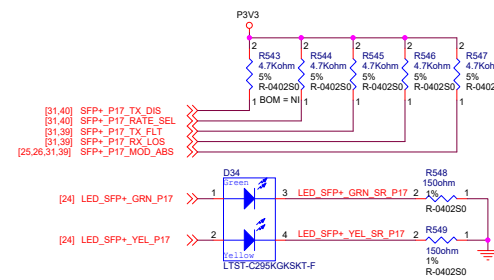 P3V3
2 2 2 2 2
R543 R544 R545 R546 R547
4.7Kohm 4.7Kohm 4.7Kohm 4.7Kohm 4.7Kohm
5% 5% 5% 5% 5%
R-0402S0 R-0402S0 R-0402S0 R-0402S0 R-0402
1 BOM = NI 1 1 1 1
[31,40] SFP+_P17_TX_DIS
[31,40] SFP+_P17_RATE_SEL
[31,39] SFP+_P17_TX_FLT
[31,39] SFP+_P17_RX_LOS
[25,26,31,39] SFP+_P17_MOD_ABS
D34
Green
[24] LED_SFP+_GRN_P17 1 3 LED_SFP+_GRN_SR_P17 2 R548 1
150ohm
1%
R-0402S0
[24] LED_SFP+_YEL_P17 2 4 LED_SFP+_YEL_SR_P17 2 R549 1
150ohm
1%
R-0402S0
Yellow
LTST-C295KGKSKT-F